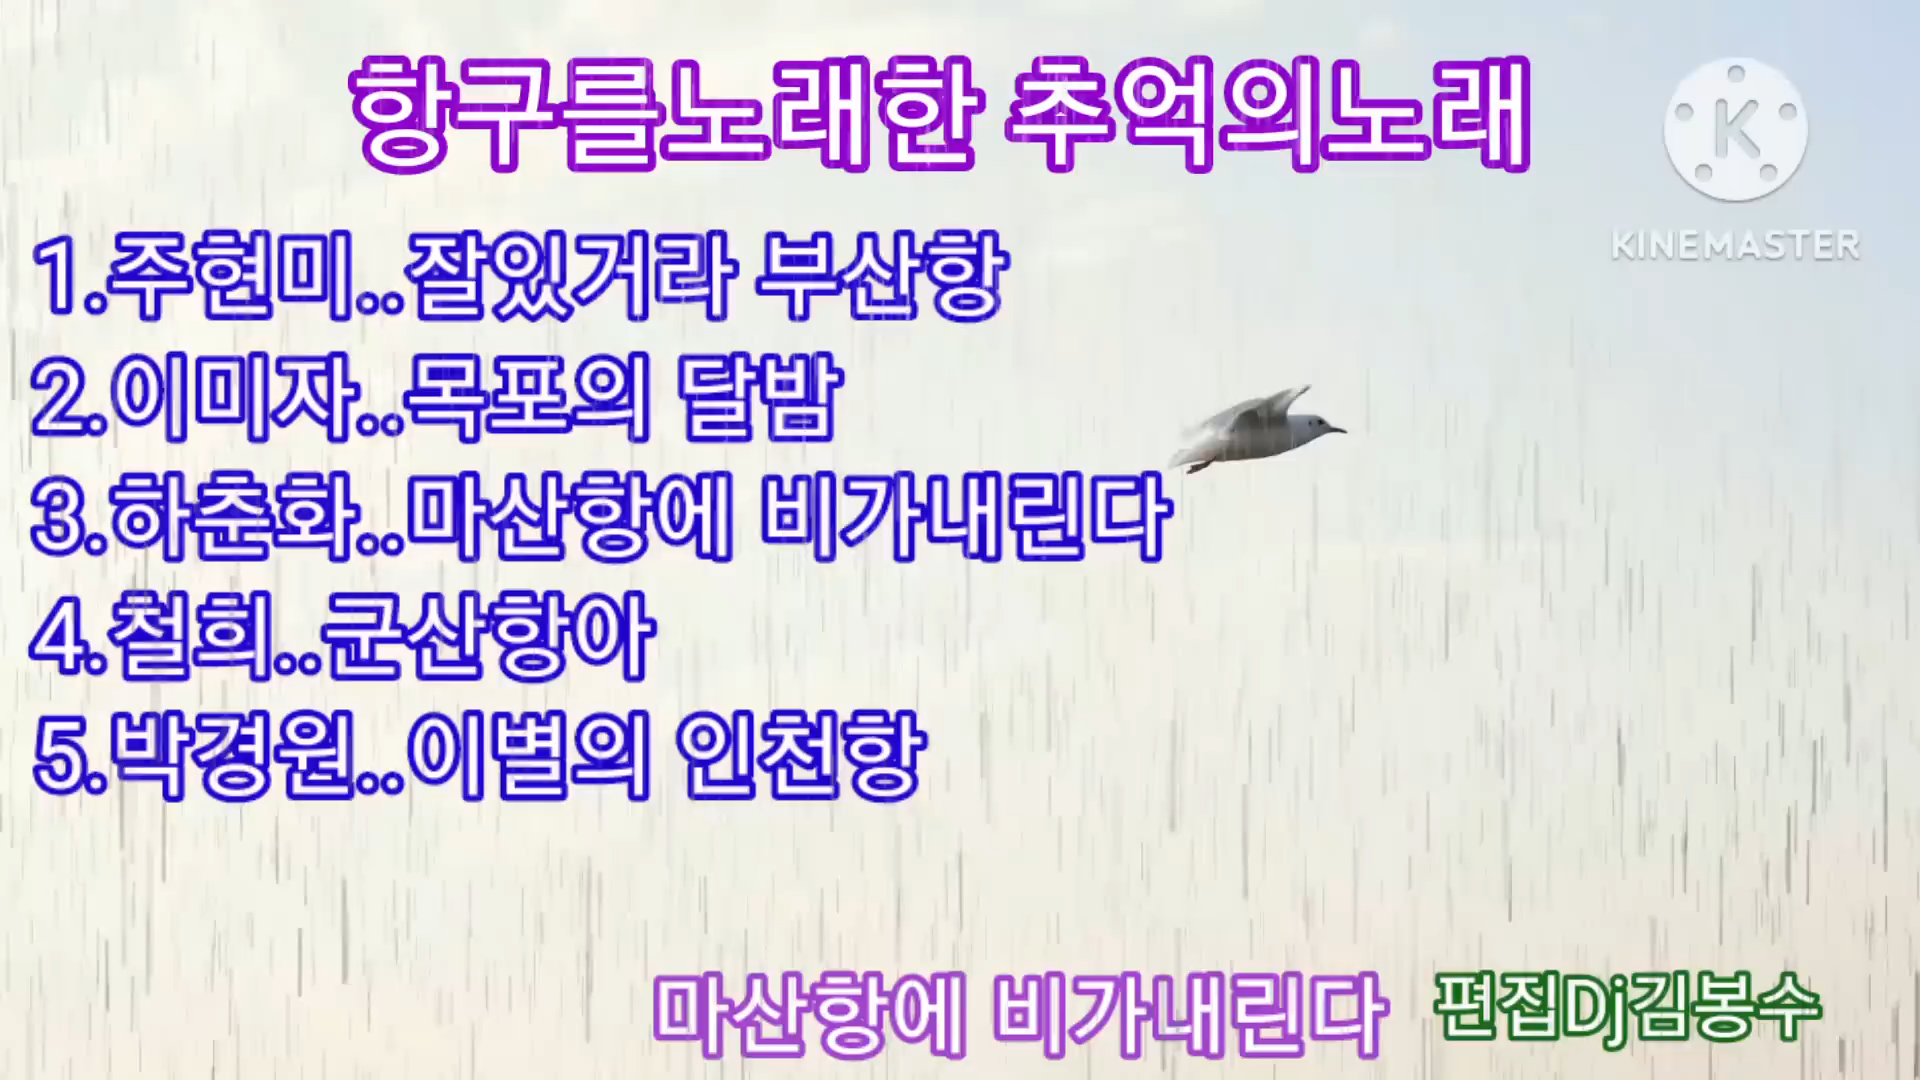 항구를노래한 추억의노래
KINEMASTER
1.주현미..잘있거라 부산항
2.이미자..목포의 달밤
3.하춘화..마산항에 비가내린다
4.철희..군산항아
5.박경원..이별의 인천항
마산항에 비가내린다
편집Dj김봉수